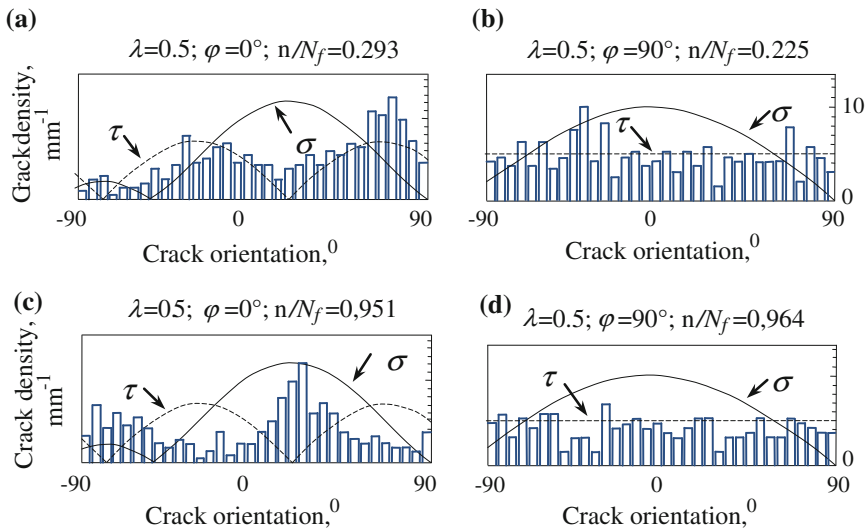 (a)
λ=0.5; φ=0°; n/Nf=0.293
Crack density,
mm-1
τ
σ
-90
0
90
Crack orientation,0
(b)
λ=0.5; φ=90°; n/Nf=0.225
τ
σ
10
0
-90
0
90
Crack orientation,0
(c)
λ=05; φ=0°; n/Nf=0,951
Crack density,
mm-1
τ
σ
-90
0
90
Crack orientation,0
(d)
λ=0.5; φ=90°; n/Nf=0,964
τ
σ
0
-90
0
90
Crack orientation,0